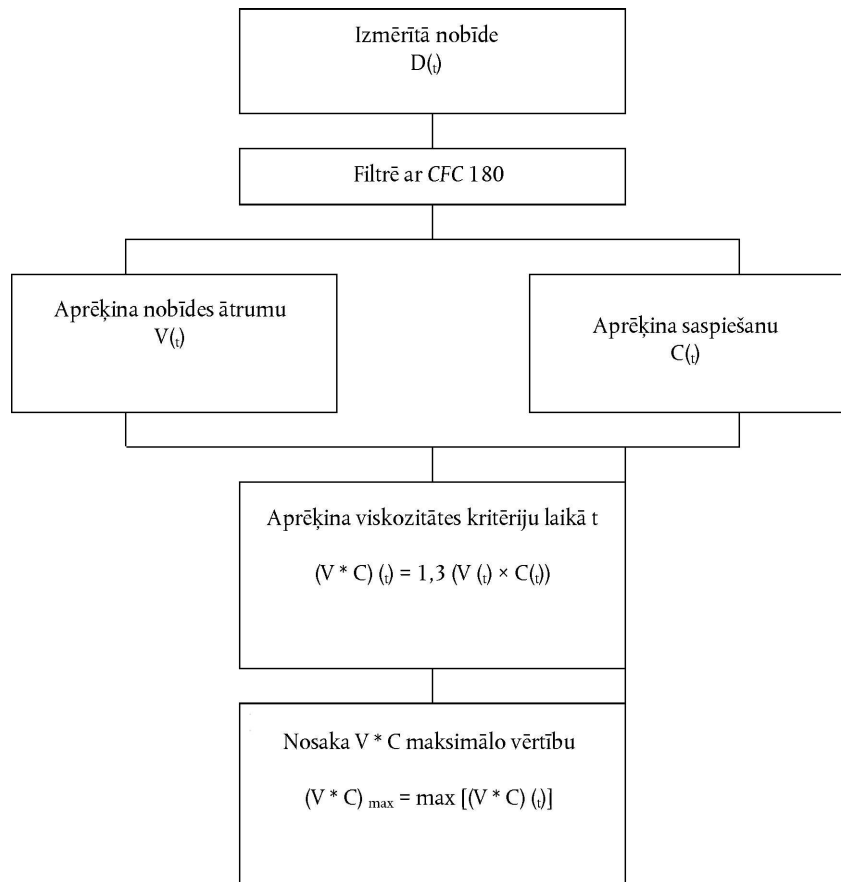 Izmērītā nobīde
D(t)
Filtrē ar CFC 180
Aprēķina nobīdes ātrumu
V(t)
Aprēķina saspiešanu
C(t)
Aprēķina viskozitātes kritēriju laikā t
(V * C) (t) = 1,3 (V (t) × C(t))
Nosaka V * C maksimālo vērtību
(V * C) max = max [(V * C) (t)]